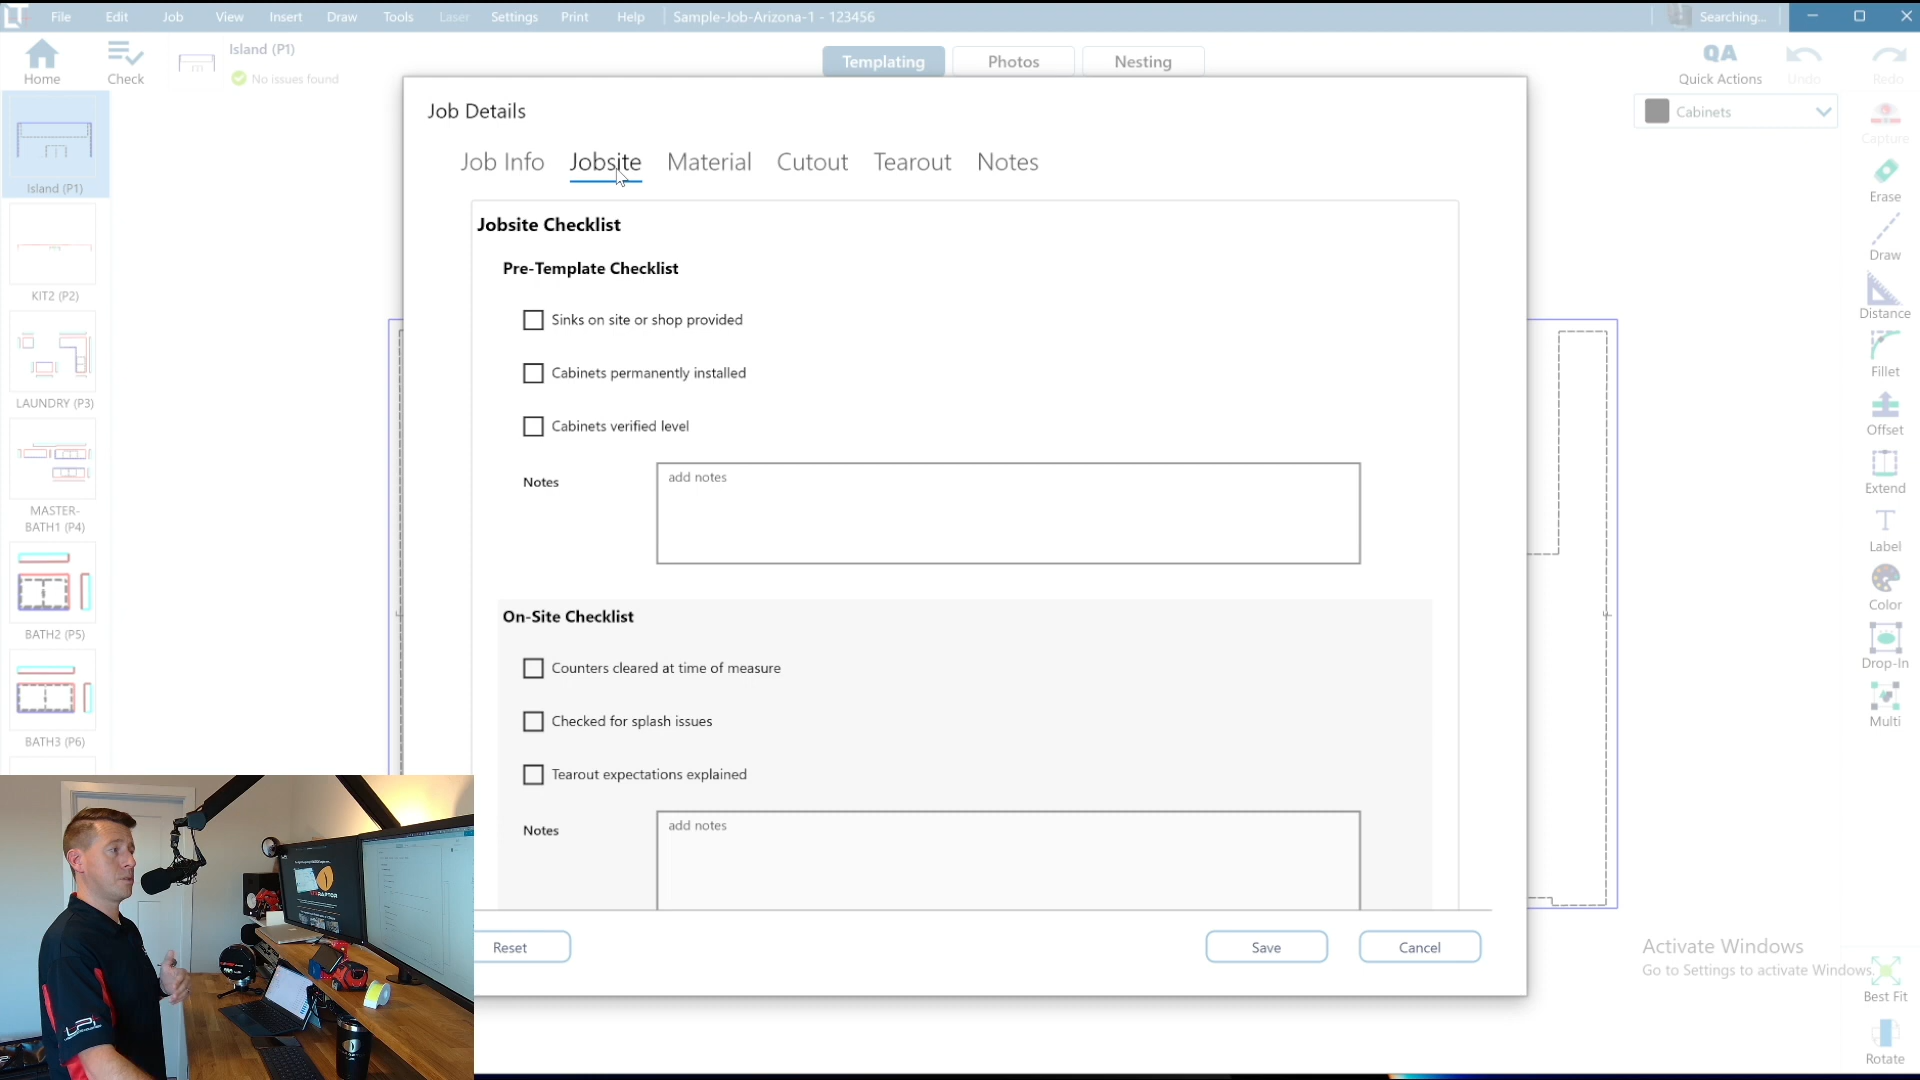 File Edit Job View Insert Draw Tools Laser Settings Print Help Sample-Job-Arizona-1 - 123456 Searching...
Home
Check
Island (P1)
No issues found
Templating Photos Nesting
QA
Quick Actions
Undo
Redo
Cabinets
Island (P1)
KIT2 (P2)
LAUNDRY (P3)
MASTER-
BATH1 (P4)
BATH2 (P5)
BATH3 (P6)
Job Details
Job Info Jobsite Material Cutout Tearout Notes
Jobsite Checklist
Pre-Template Checklist
Sinks on site or shop provided
Cabinets permanently installed
Cabinets verified level
Notes
add notes
On-Site Checklist
Counters cleared at time of measure
Checked for splash issues
Tearout expectations explained
Notes
add notes
Reset
Save
Cancel
Capture
Erase
Draw
Distance
Fillet
Offset
Extend
Label
Color
Drop-In
Multi
Activate Windows
Go to Settings to activate Windows.
Best Fit
Rotate